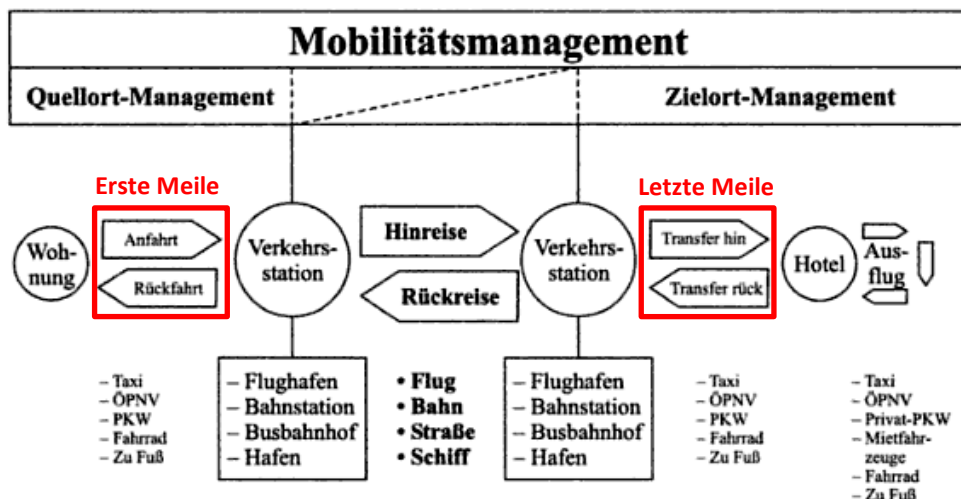 Mobilitätsmanagement
Quellort-Management
Zielort-Management
Erste Meile
Letzte Meile
Woh-
nung
Anfahrt
Rückfahrt
Verkehrs-
station
Hinreise
Rückreise
Verkehrs-
station
Transfer hin
Transfer rück
Hotel
Aus-
flug
– Taxi
– ÖPNV
– PKW
– Fahrrad
– Zu Fuß
– Flughafen
– Bahnstation
– Busbahnhof
– Hafen
• Flug
• Bahn
• Straße
• Schiff
– Flughafen
– Bahnstation
– Busbahnhof
– Hafen
– Taxi
– ÖPNV
– PKW
– Fahrrad
– Zu Fuß
– Taxi
– ÖPNV
– Privat-PKW
– Mietfahr-
zeuge
– Fahrrad
– Zu Fuß